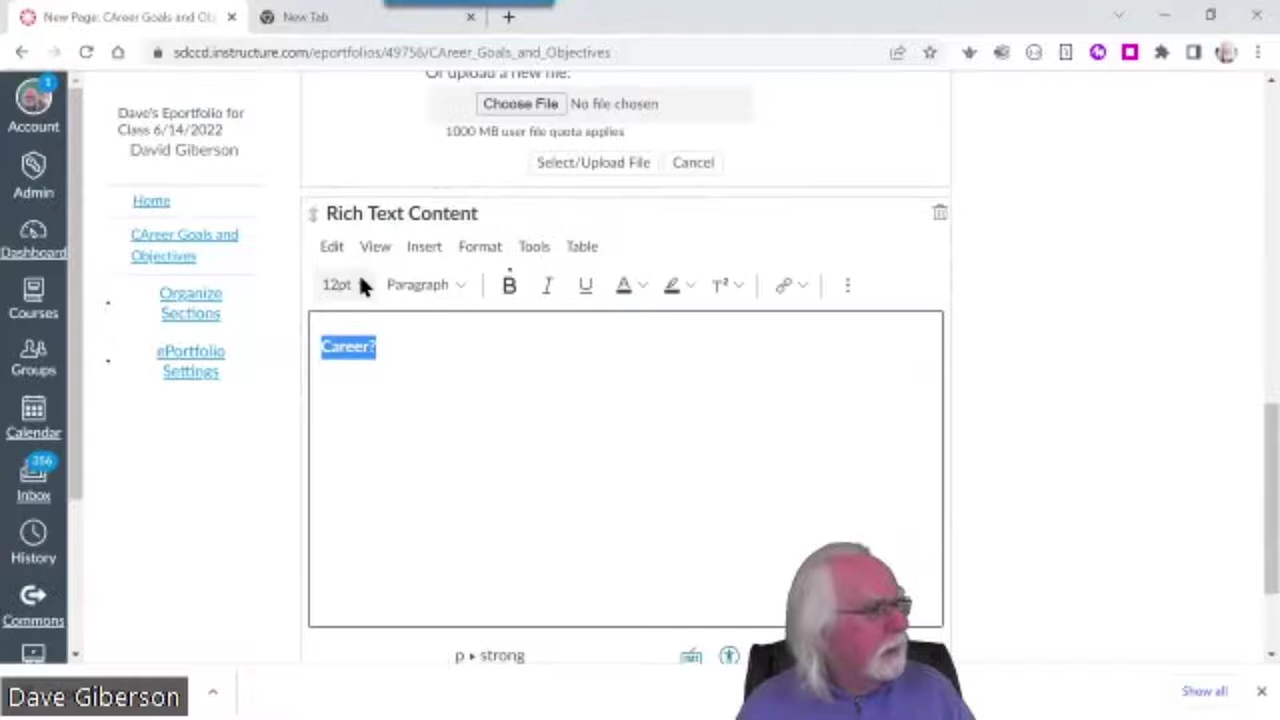 New Page: CAreer Goals and Ob
New Tab
sdccd.instructure.com/eportfolios/49756/CAreer_Goals_and_Objectives
1
Account
Admin
Dashboard
Courses
Groups
Calendar
356
Inbox
History
Commons
Dave's Eportfolio for
Class 6/14/2022
David Giberson
Home
CAreer Goals and
Objectives
Organize
Sections
ePortfolio
Settings
Or upload a new file:
Choose File No file chosen
1000 MB user file quota applies
Select/Upload File Cancel
Rich Text Content
Edit View Insert Format Tools Table
12pt Paragraph B I U A T²
Career?
p ▸ strong
Dave Giberson
Show all